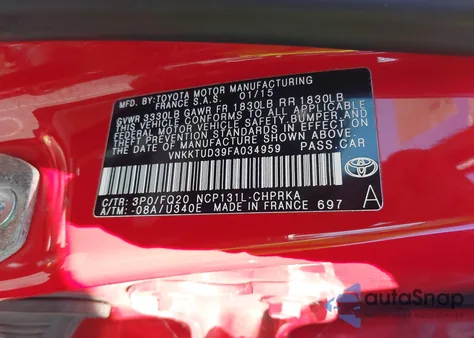 MFD. BY: TOYOTA MOTOR MANUFACTURING
FRANCE S.A.S. 01/15
GVWR 3330LB GAWR FR 1830LB RR 1830LB
THIS VEHICLE CONFORMS TO ALL APPLICABLE
FEDERAL MOTOR VEHICLE SAFETY, BUMPER, AND
THEFT PREVENTION STANDARDS IN EFFECT ON
THE DATE OF MANUFACTURE SHOWN ABOVE.
VNKKTUD39FA034959 PASS.CAR
C/TR: 3P0/FQ20 NCP131L-CHPRKA A
A/TM: -08A/U340E MADE IN FRANCE 697
autoSnap